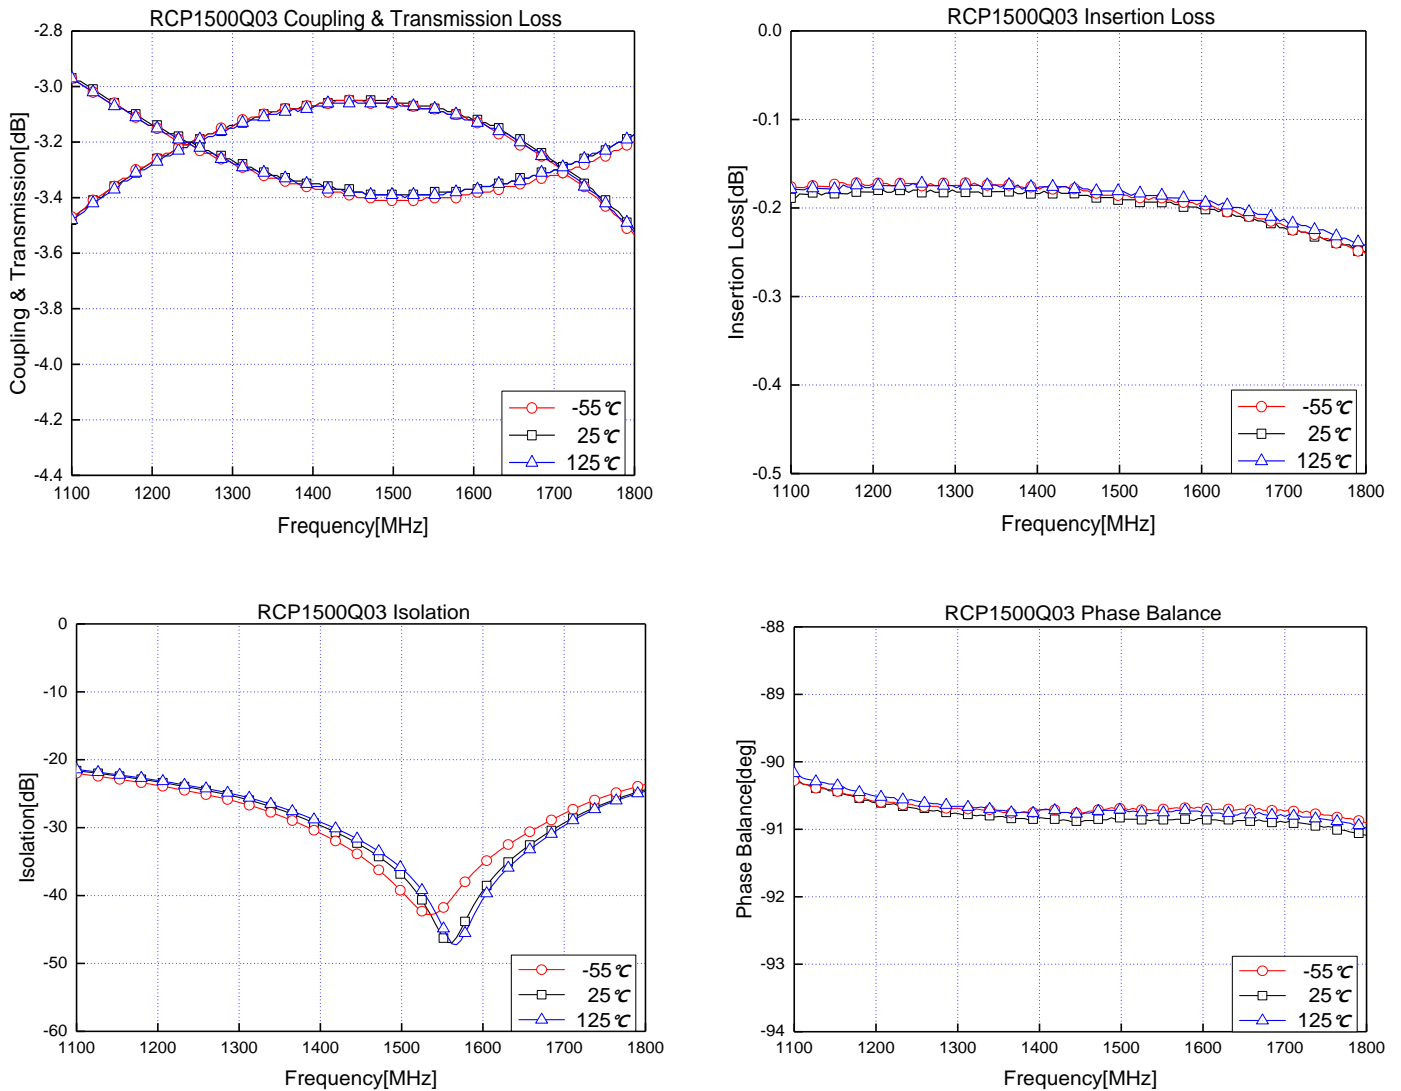 RCP1500Q03 Coupling & Transmission Loss
-2.8
-3.0
-3.2
-3.4
-3.6
-3.8
-4.0
-4.2
-4.4
Coupling & Transmission[dB]
-55℃
25℃
125℃
1100 1200 1300 1400 1500 1600 1700 1800
Frequency[MHz]
RCP1500Q03 Insertion Loss
0.0
-0.1
-0.2
-0.3
-0.4
-0.5
Insertion Loss[dB]
-55℃
25℃
125℃
1100 1200 1300 1400 1500 1600 1700 1800
Frequency[MHz]
RCP1500Q03 Isolation
0
-10
-20
-30
-40
-50
-60
Isolation[dB]
-55℃
25℃
125℃
1100 1200 1300 1400 1500 1600 1700 1800
Frequency[MHz]
RCP1500Q03 Phase Balance
-88
-89
-90
-91
-92
-93
-94
Phase Balance[deg]
-55℃
25℃
125℃
1100 1200 1300 1400 1500 1600 1700 1800
Frequency[MHz]